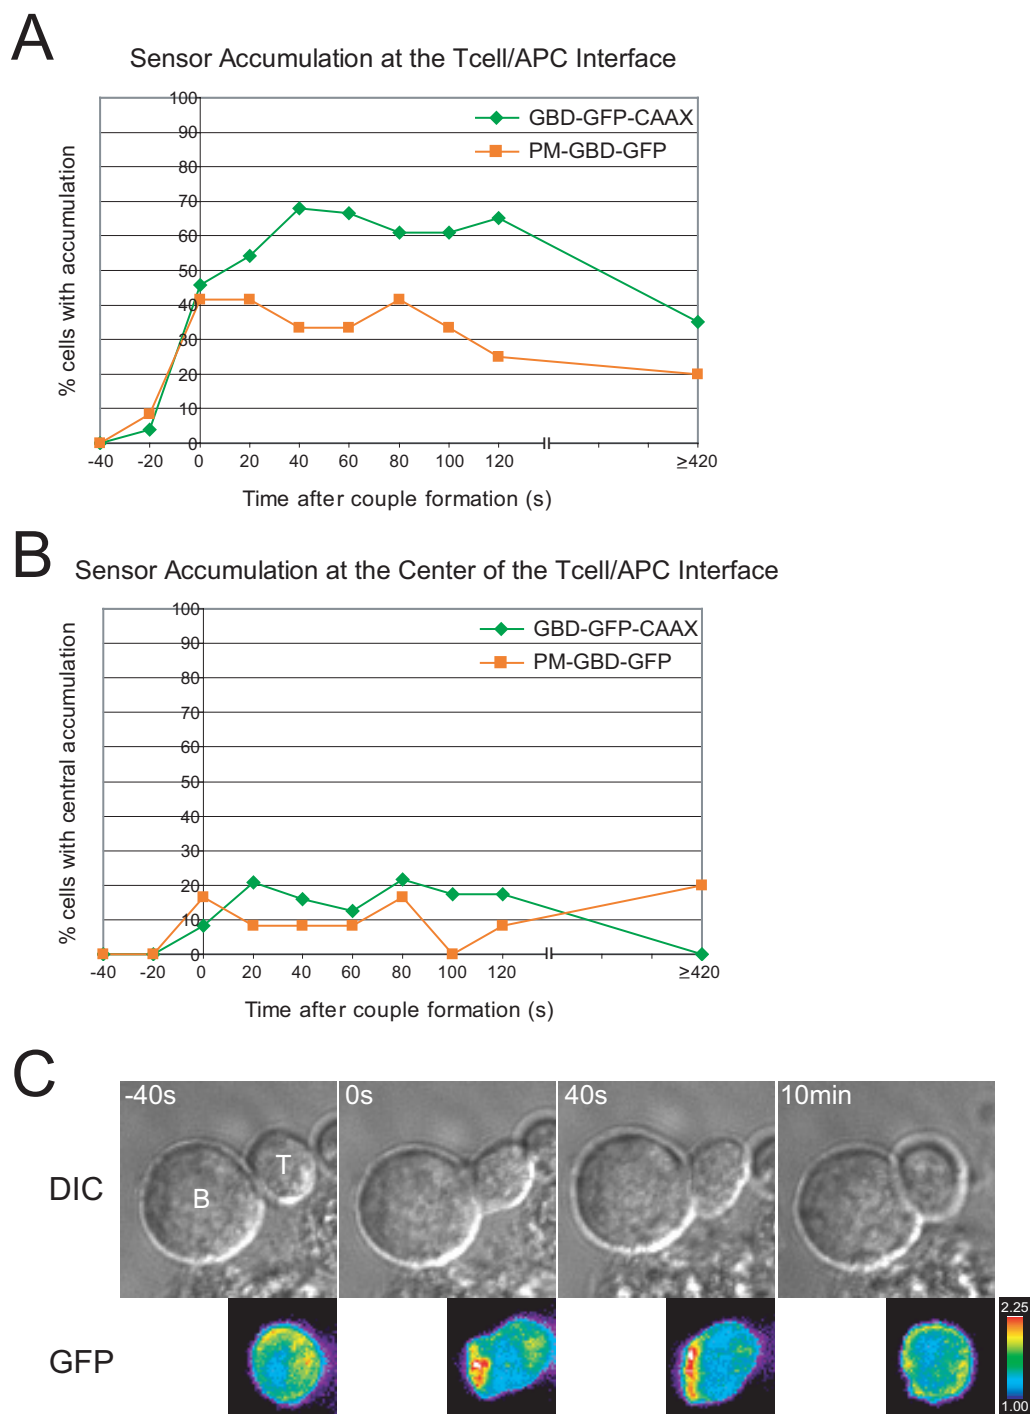 A
Sensor Accumulation at the Tcell/APC Interface
100
90
80
70
60
50
40
30
20
10
0
GBD-GFP-CAAX
PM-GBD-GFP
% cells with accumulation
-40 -20 0 20 40 60 80 100 120 ≥420
Time after couple formation (s)
B
Sensor Accumulation at the Center of the Tcell/APC Interface
100
90
80
70
60
50
40
30
20
10
0
GBD-GFP-CAAX
PM-GBD-GFP
% cells with central accumulation
-40 -20 0 20 40 60 80 100 120 ≥420
Time after couple formation (s)
C
-40s 0s 40s 10min
DIC
B T
GFP
2.25
1.00